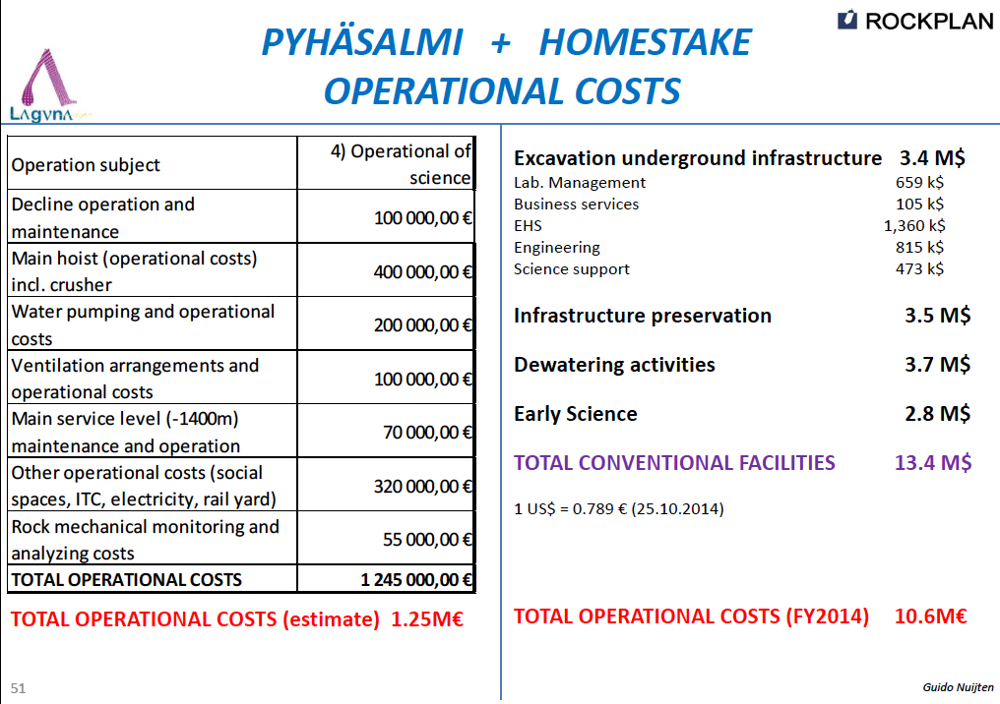 PYHÄSALMI + HOMESTAKE
OPERATIONAL COSTS
ROCKPLAN
LAgVNA
Operation subject
4) Operational of
science
Decline operation and
maintenance
100 000,00 €
Main hoist (operational costs)
incl. crusher
400 000,00 €
Water pumping and operational
costs
200 000,00 €
Ventilation arrangements and
operational costs
100 000,00 €
Main service level (-1400m)
maintenance and operation
70 000,00 €
Other operational costs (social
spaces, ITC, electricity, rail yard)
320 000,00 €
Rock mechanical monitoring and
analyzing costs
55 000,00 €
TOTAL OPERATIONAL COSTS 1 245 000,00 €
TOTAL OPERATIONAL COSTS (estimate) 1.25M€
Excavation underground infrastructure 3.4 M$
Lab. Management 659 k$
Business services 105 k$
EHS 1,360 k$
Engineering 815 k$
Science support 473 k$
Infrastructure preservation 3.5 M$
Dewatering activities 3.7 M$
Early Science 2.8 M$
TOTAL CONVENTIONAL FACILITIES 13.4 M$
1 US$ = 0.789 € (25.10.2014)
TOTAL OPERATIONAL COSTS (FY2014) 10.6M€
51
Guido Nuijten